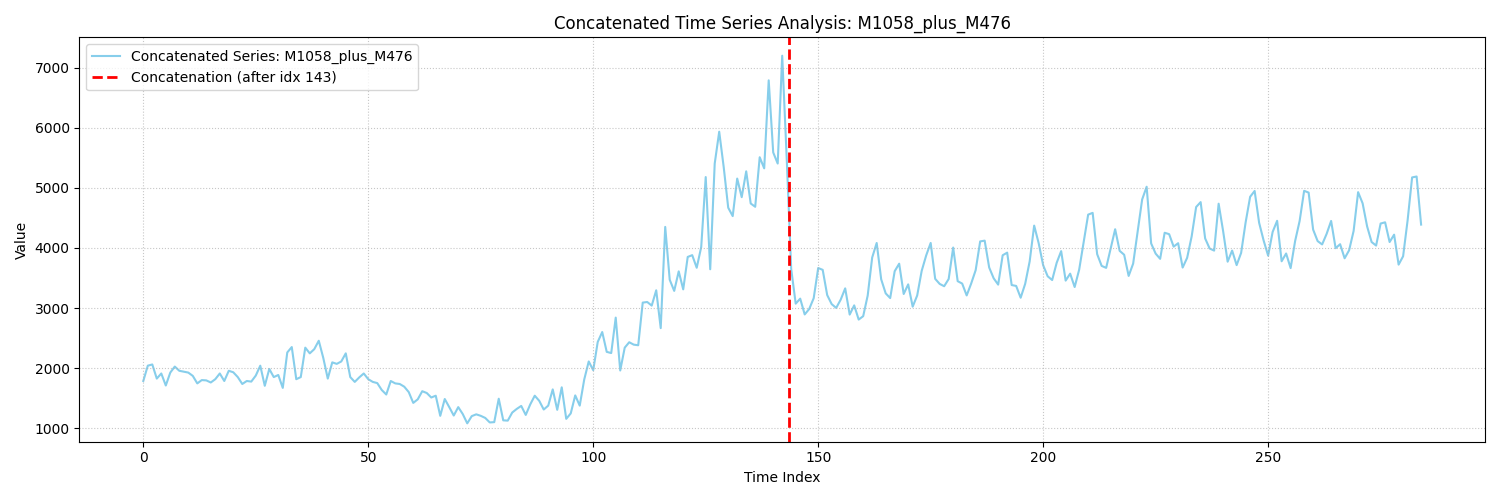 Concatenated Time Series Analysis: M1058_plus_M476
Concatenated Series: M1058_plus_M476
Concatenation (after idx 143)
Value
7000
6000
5000
4000
3000
2000
1000
0
50
100
150
200
250
Time Index